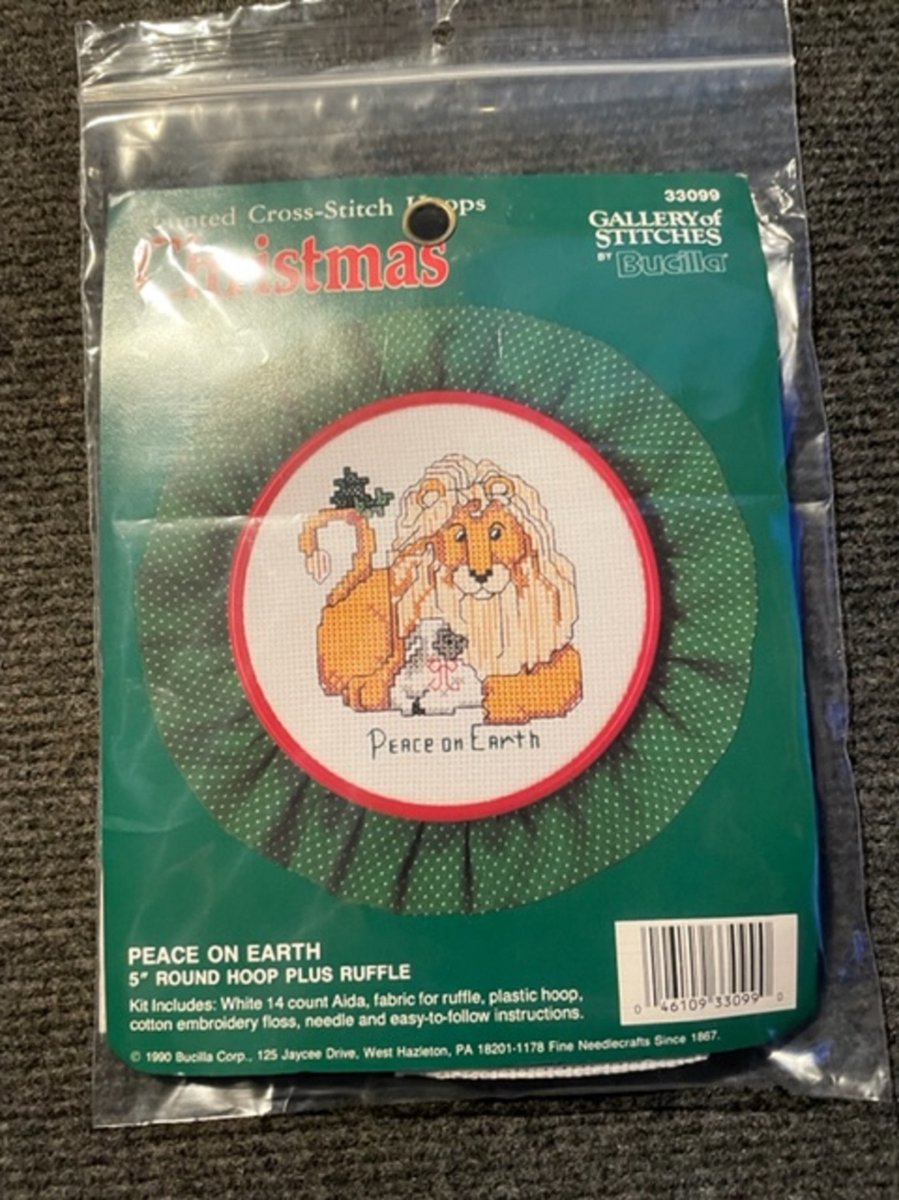 Cross-Stitch
Christmas
33099
GALLERY of
STITCHES
BY Bucilla
Peace on Earth
PEACE ON EARTH
5" ROUND HOOP PLUS RUFFLE
Kit Includes: White 14 count Aida, fabric for ruffle, plastic hoop,
cotton embroidery floss, needle and easy-to-follow instructions.
© 1990 Bucilla Corp., 125 Jaycee Drive, West Hazleton, PA 18201-1178 Fine Needlecrafts Since 1867.
0 46109 33099 0